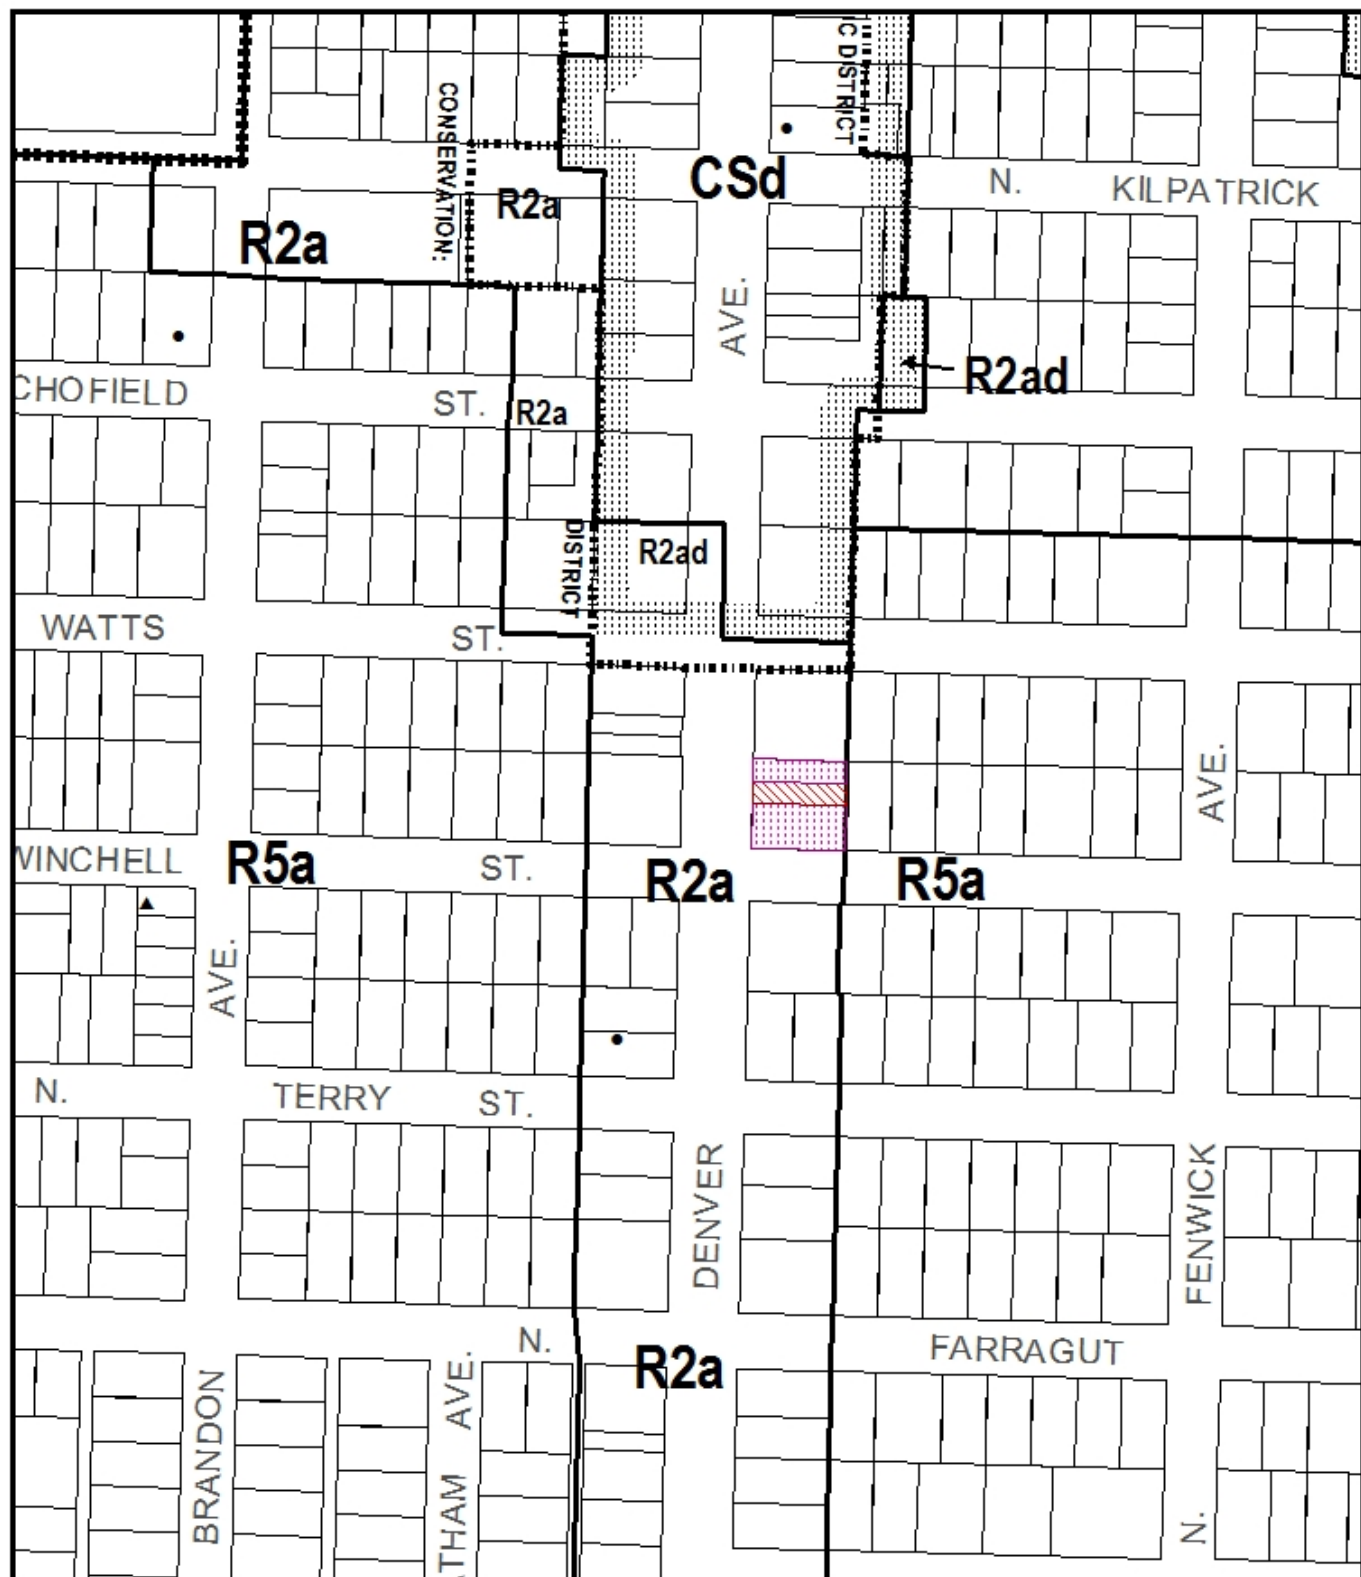 IC DISTRICT
CONSERVATION:
CSd
N. KILPATRICK
R2a
R2a
AVE.
R2ad
CHOFIELD ST.
R2a
DISTRICT
R2ad
WATTS ST.
AVE.
WINCHELL ST.
R5a
R2a
R5a
AVE.
N. TERRY ST.
DENVER
FENWICK
N. FARRAGUT
R2a
BRANDON
ATHAM AVE.
N.